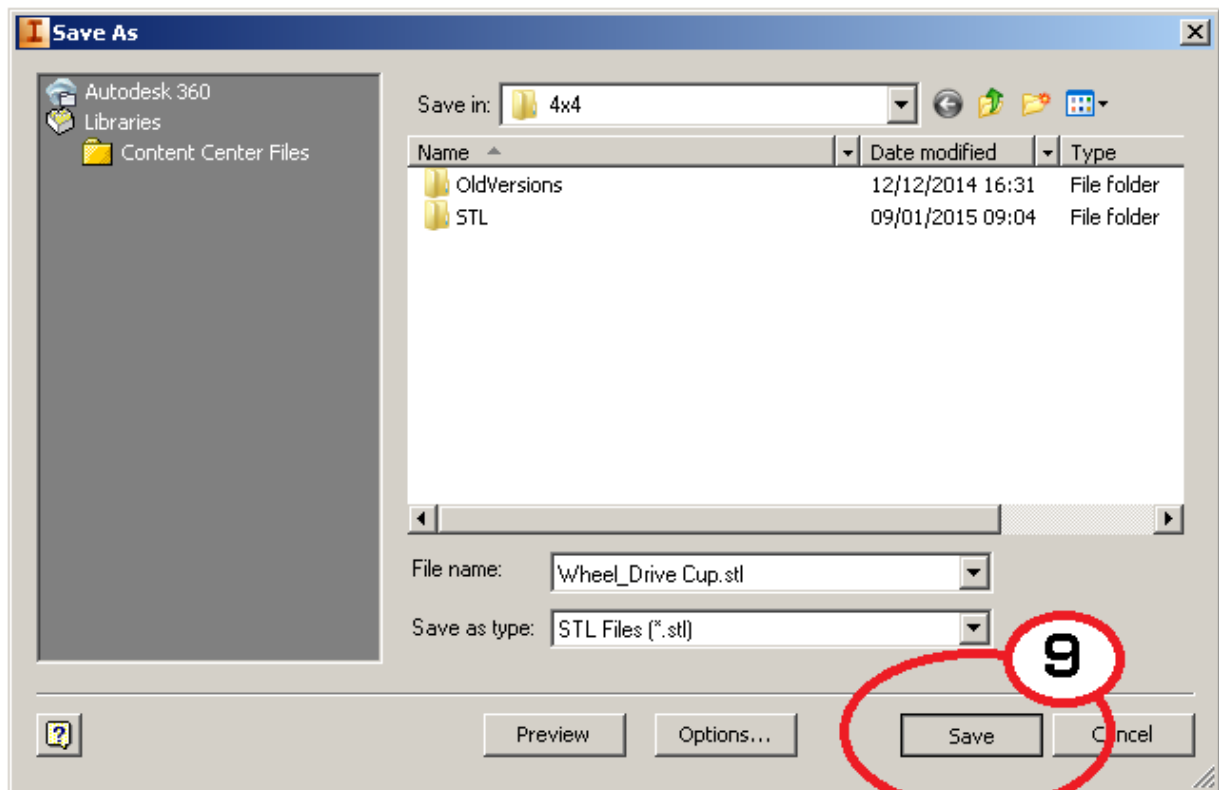 Save As
Autodesk 360
Libraries
Content Center Files
Save in: 4x4
Name Date modified Type
OldVersions 12/12/2014 16:31 File folder
STL 09/01/2015 09:04 File folder
File name: Wheel_Drive Cup.stl
Save as type: STL Files (*.stl)
9
Preview Options... Save Cancel